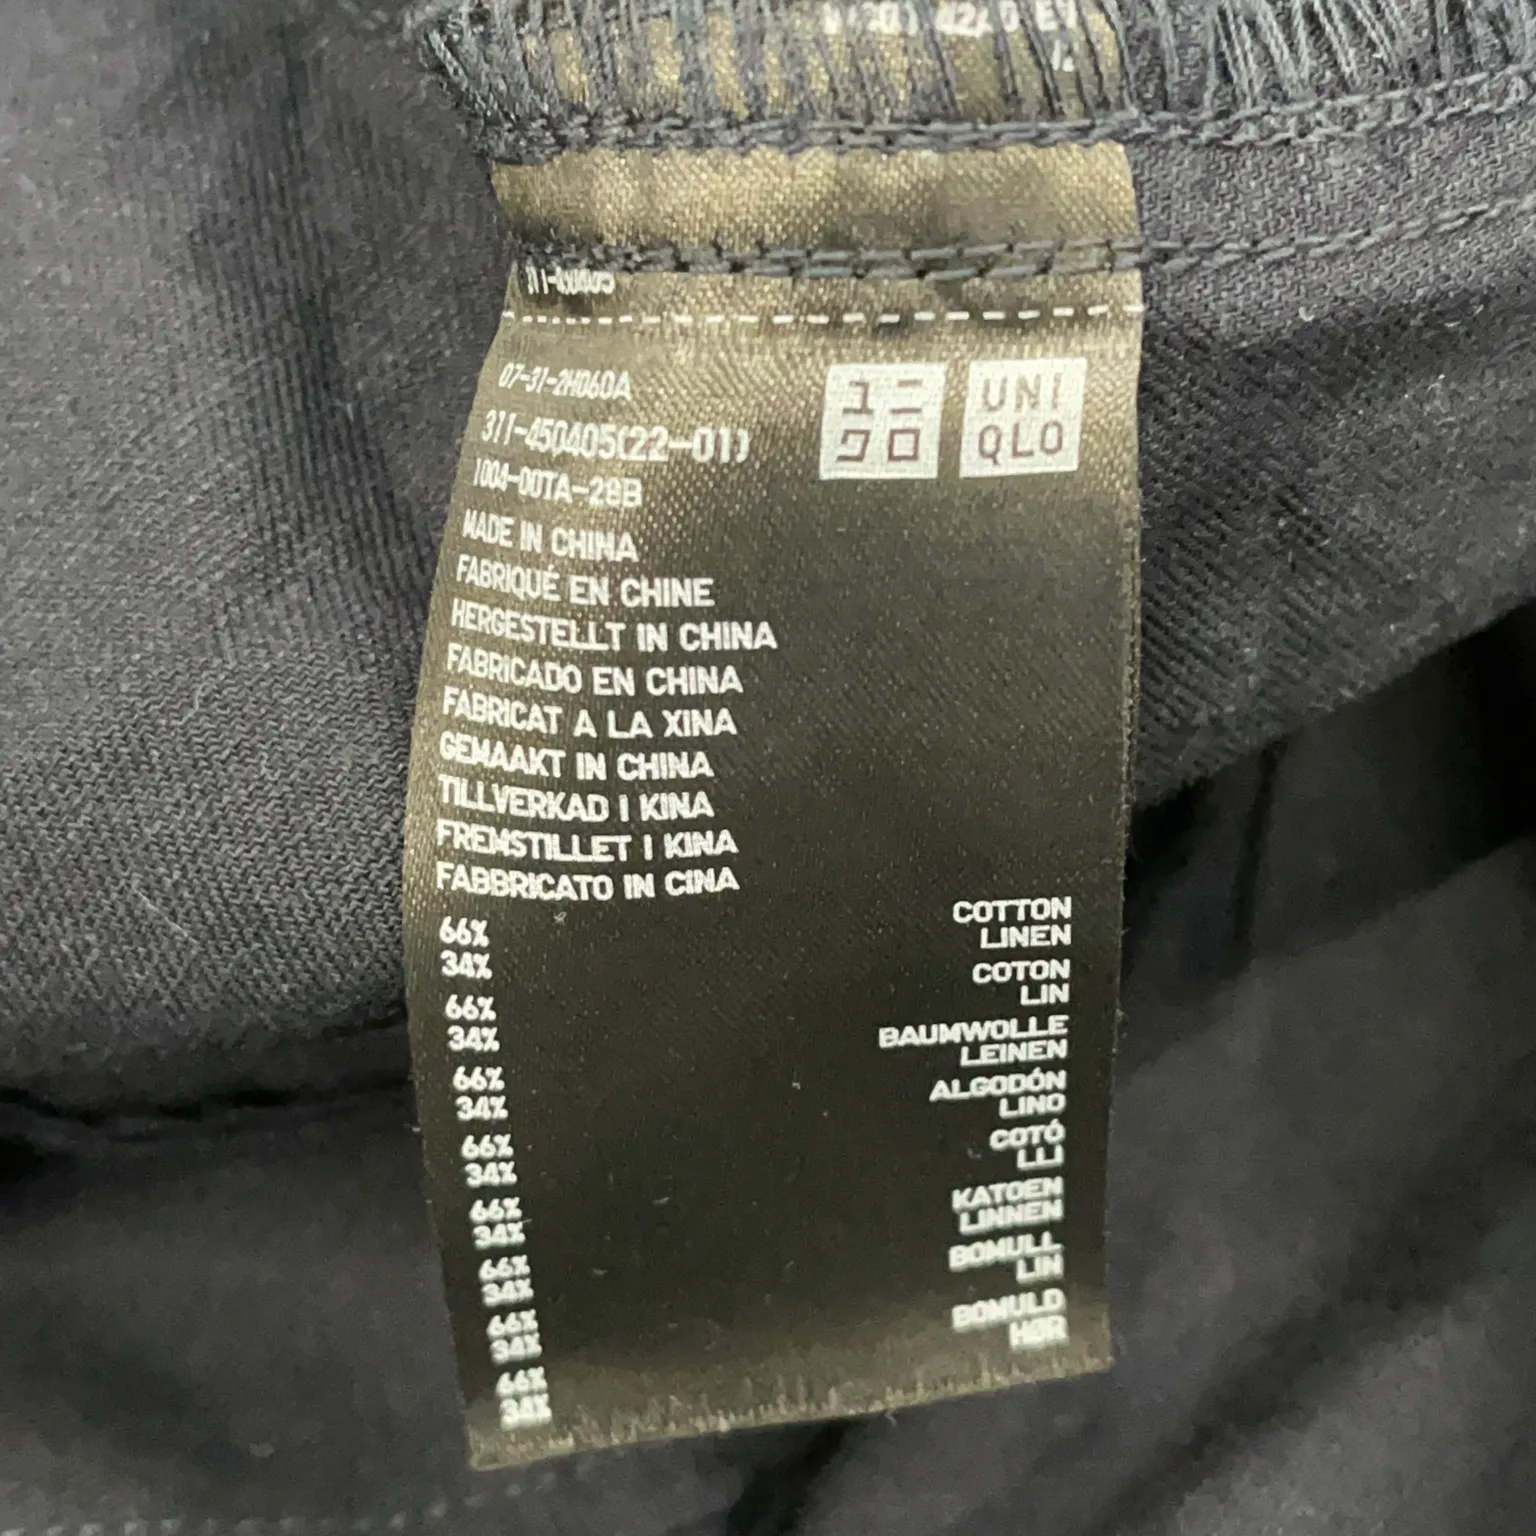 311-450405
07-31-2H060A
311-450405(22-01)
1004-00TA-28B
ユニ
クロ
UNI
QLO
MADE IN CHINA
FABRIQUÉ EN CHINE
HERGESTELLT IN CHINA
FABRICADO EN CHINA
FABRICAT A LA XINA
GEMAAKT IN CHINA
TILLVERKAD I KINA
FREMSTILLET I KINA
FABBRICATO IN CINA
66% COTTON
34% LINEN
66% COTON
34% LIN
66% BAUMWOLLE
34% LEINEN
66% ALGODÓN
34% LINO
66% COTÓ
34% LLI
66% KATOEN
34% LINNEN
66% BOMULL
34% LIN
66% BOMULD
34% HØR